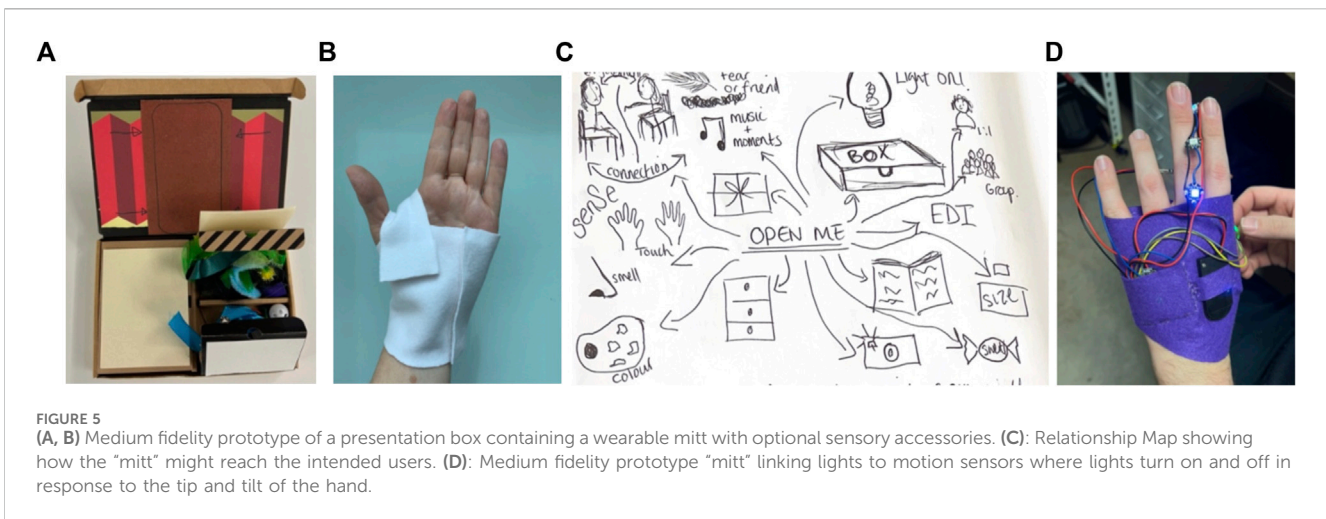 A
B
C
D
fear
or friend
Light on!
music
+
moments
1:1
BOX
connection
Group.
sense
EDI
OPEN ME
Touch
smell
SIZE
colour
FIGURE 5
(A, B) Medium fidelity prototype of a presentation box containing a wearable mitt with optional sensory accessories. (C): Relationship Map showing
how the “mitt” might reach the intended users. (D): Medium fidelity prototype “mitt” linking lights to motion sensors where lights turn on and off in
response to the tip and tilt of the hand.